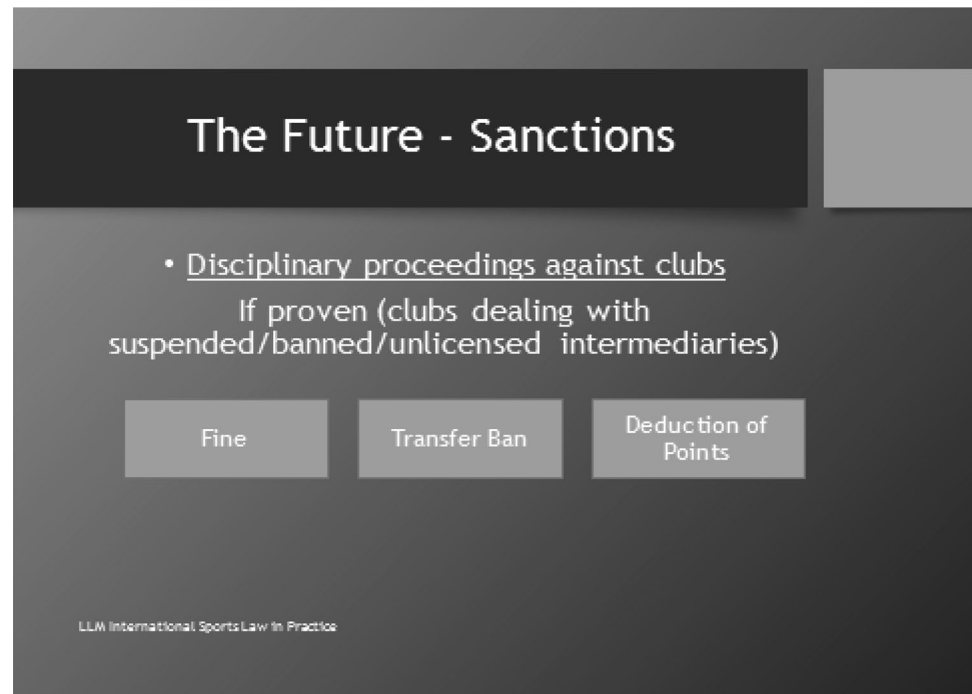 The Future - Sanctions
• Disciplinary proceedings against clubs
If proven (clubs dealing with
suspended/banned/unlicensed intermediaries)
Fine
Transfer Ban
Deduction of
Points
LLM International Sports Law in Practice